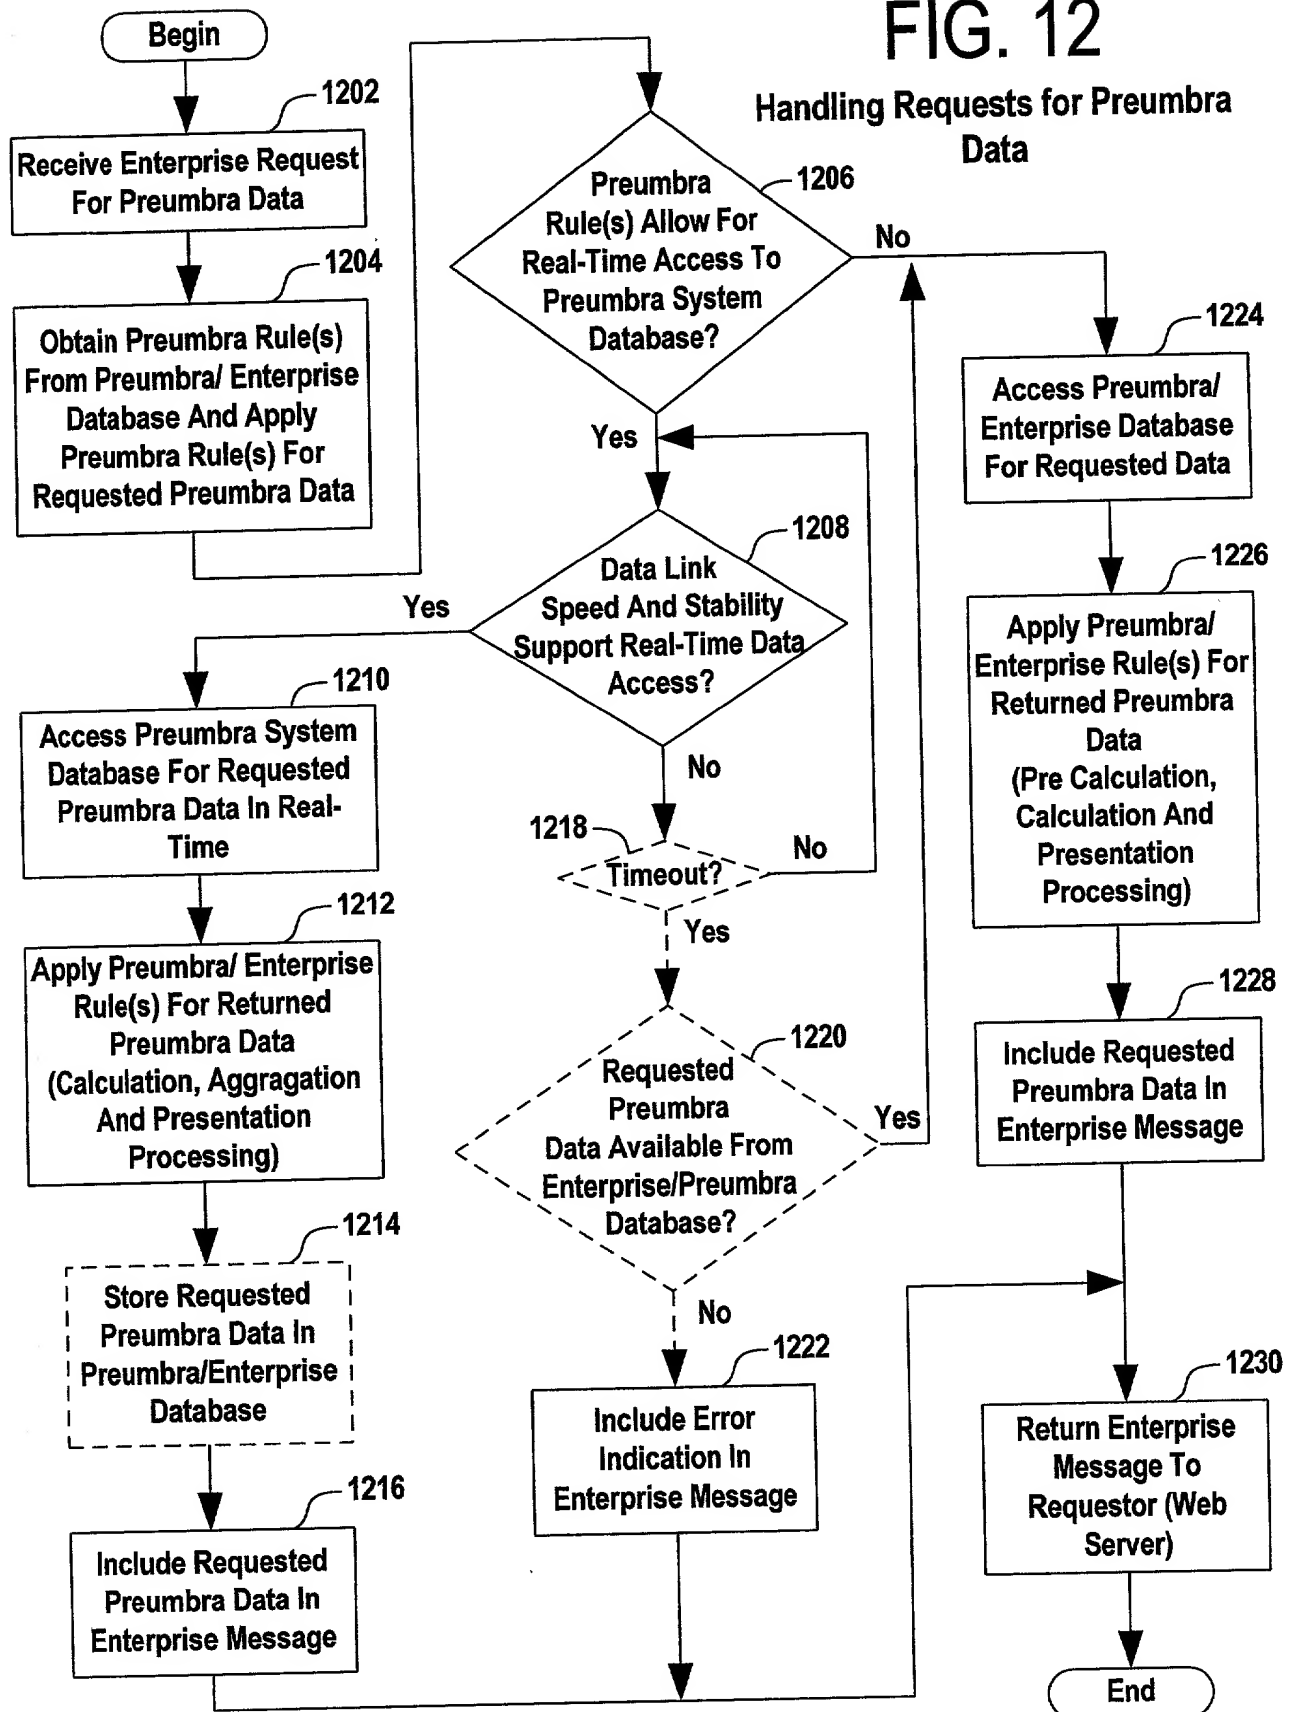 FIG. 12
Handling Requests for Preumbra
Data
Begin
1202
Receive Enterprise Request
For Preumbra Data
1204
Obtain Preumbra Rule(s)
From Preumbra/ Enterprise
Database And Apply
Preumbra Rule(s) For
Requested Preumbra Data
1206
Preumbra
Rule(s) Allow For
Real-Time Access To
Preumbra System
Database?
No
Yes
1208
Data Link
Speed And Stability
Support Real-Time Data
Access?
Yes
No
1210
Access Preumbra System
Database For Requested
Preumbra Data In Real-
Time
1212
Apply Preumbra/ Enterprise
Rule(s) For Returned
Preumbra Data
(Calculation, Aggragation
And Presentation
Processing)
1214
Store Requested
Preumbra Data In
Preumbra/Enterprise
Database
1216
Include Requested
Preumbra Data In
Enterprise Message
1218
Timeout?
No
Yes
1220
Requested
Preumbra
Data Available From
Enterprise/Preumbra
Database?
Yes
No
1222
Include Error
Indication In
Enterprise Message
1224
Access Preumbra/
Enterprise Database
For Requested Data
1226
Apply Preumbra/
Enterprise Rule(s) For
Returned Preumbra
Data
(Pre Calculation,
Calculation And
Presentation
Processing)
1228
Include Requested
Preumbra Data In
Enterprise Message
1230
Return Enterprise
Message To
Requestor (Web
Server)
End